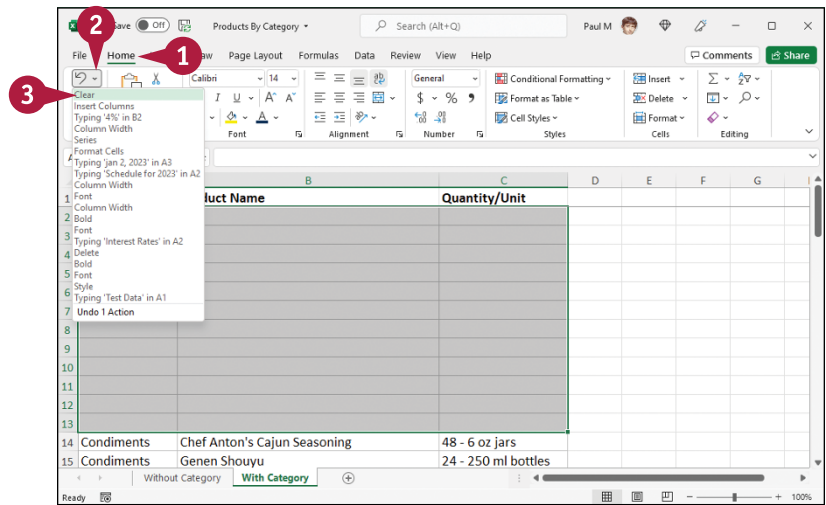 2
Save Off Products By Category Search (Alt+Q) Paul M
1
File Home Page Layout Formulas Data Review View Help Comments Share
3
Calibri 14 General Conditional Formatting Insert
I U A A $ % 9 Format as Table Delete
A Cell Styles Format
Font Alignment Number Styles Cells Editing
Clear
Insert Columns
Typing '4%' in B2
Column Width
Series
Format Cells
Typing 'jan 2, 2023' in A3
Typing 'Schedule for 2023' in A2
Column Width
Font
Column Width
Bold
Font
Typing 'Interest Rates' in A2
Delete
Bold
Font
Style
Typing 'Test Data' in A1
Undo 1 Action
B C D E F G
1 Name Quantity/Unit
2
3
4
5
6
7
8
9
10
11
12
13
14 Condiments Chef Anton's Cajun Seasoning 48 - 6 oz jars
15 Condiments Genen Shouyu 24 - 250 ml bottles
Without Category With Category
Ready 100%